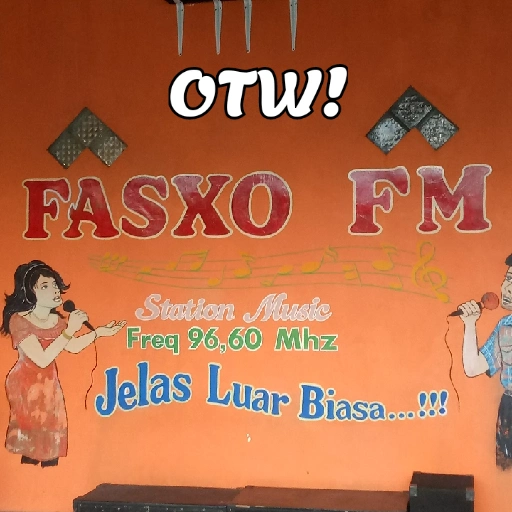 OTW!
FASXO FM
Station Music
Freq 96,60 Mhz
Jelas Luar Biasa...!!!